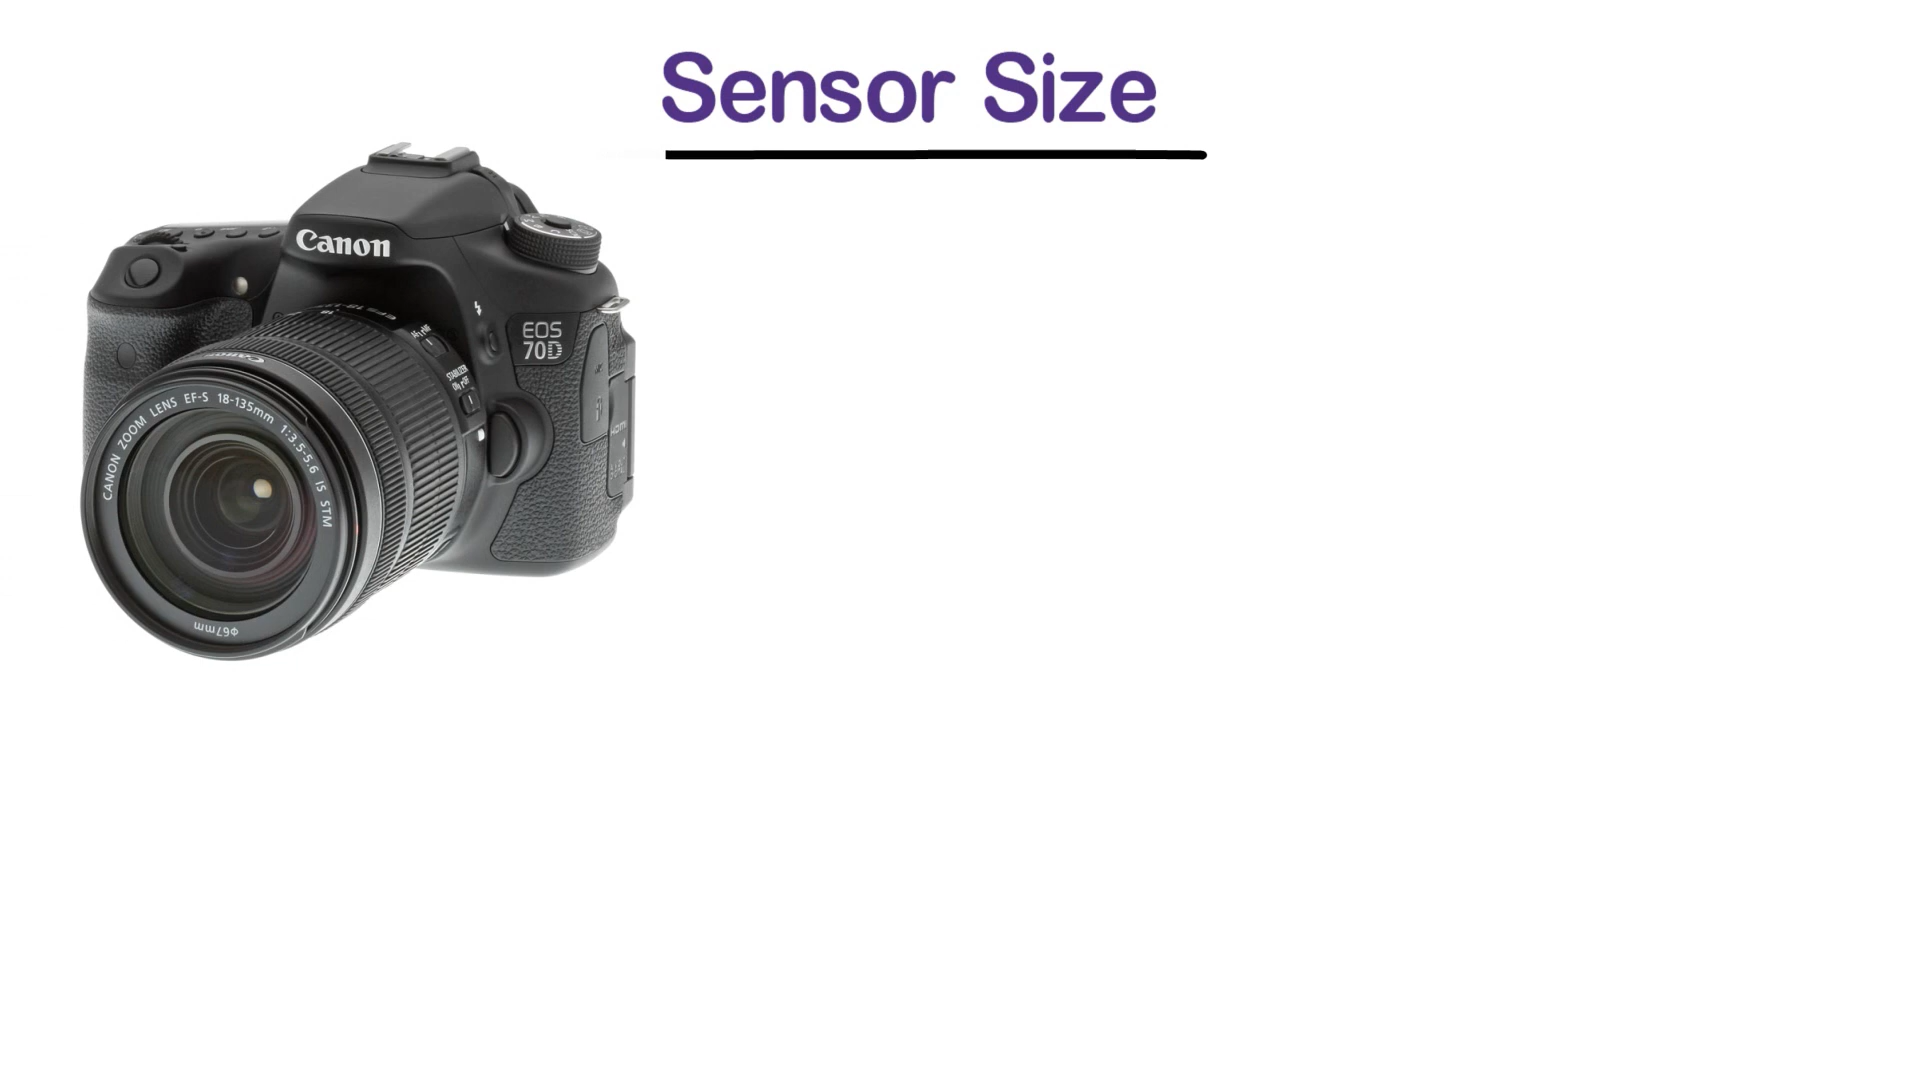 Sensor Size
Canon
EOS
70D
STABILIZER
CANON ZOOM LENS EF-S 18-135mm 1:3.5-5.6 IS STM
Φ67mm